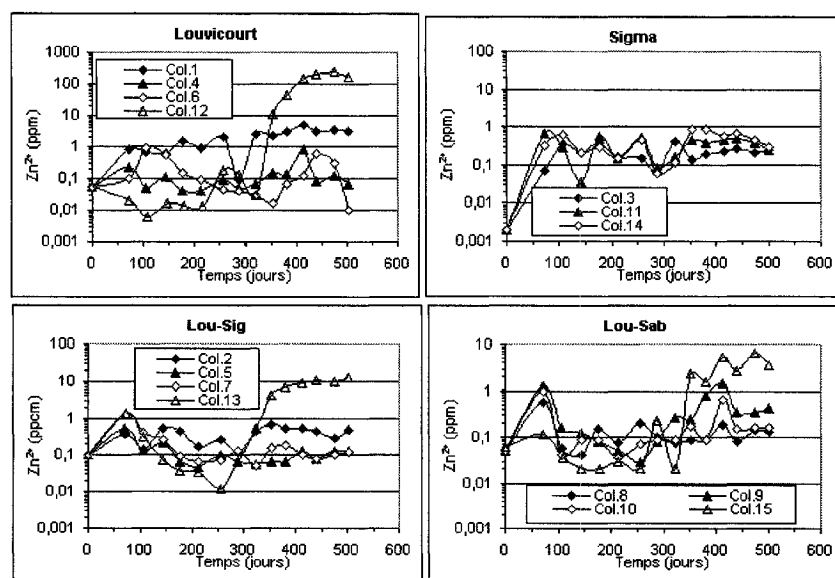 Louvicourt
1000
100
10
1
0,1
0,01
0,001
Zn²⁺ (ppm)
Col.1
Col.4
Col.6
Col.12
0 100 200 300 400 500 600
Temps (jours)
Sigma
100
10
1
0,1
0,01
0,001
Zn²⁺ (ppm)
Col.3
Col.11
Col.14
0 100 200 300 400 500 600
Temps (jours)
Lou-Sig
100
10
1
0,1
0,01
0,001
Zn²⁺ (ppcm)
Col.2
Col.5
Col.7
Col.13
0 100 200 300 400 500 600
Temps (jours)
Lou-Sab
10
1
0,1
0,01
0,001
Zn²⁺ (ppm)
Col.8 Col.9
Col.10 Col.15
0 100 200 300 400 500 600
Temps (jours)